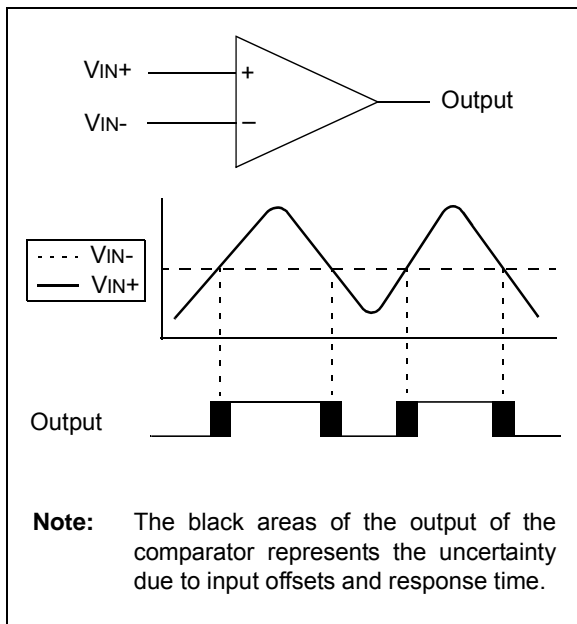 VIN+
+
Output
VIN-
–
VIN-
VIN+
Output
Note: The black areas of the output of the
comparator represents the uncertainty
due to input offsets and response time.